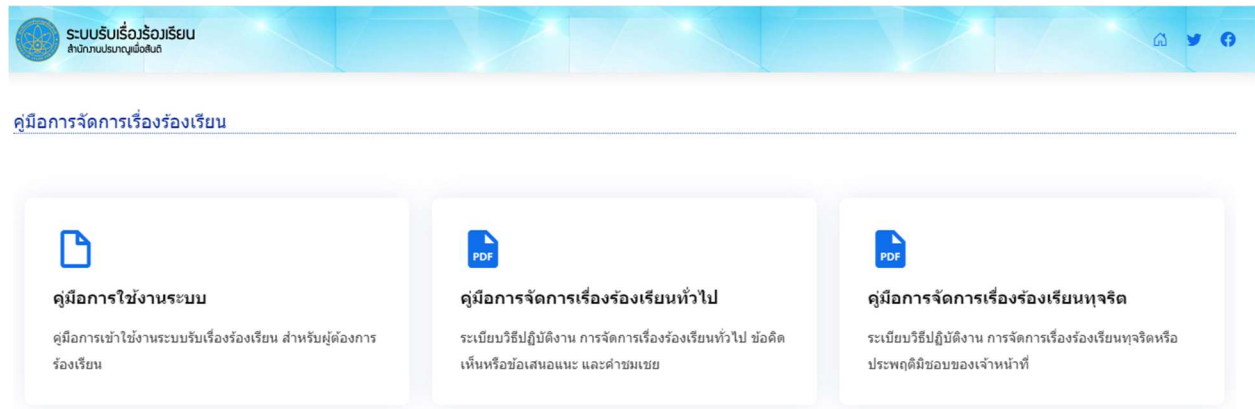 ระบบรับเรื่องร้องเรียน
สำนักงานปรมาณูเพื่อสันติ
คู่มือการจัดการเรื่องร้องเรียน
คู่มือการใช้งานระบบ
คู่มือการเข้าใช้งานระบบรับเรื่องร้องเรียน สำหรับผู้ต้องการ
ร้องเรียน
PDF
คู่มือการจัดการเรื่องร้องเรียนทั่วไป
ระเบียบวิธีปฏิบัติงาน การจัดการเรื่องร้องเรียนทั่วไป ข้อคิด
เห็นหรือข้อเสนอแนะ และคำชมเชย
PDF
คู่มือการจัดการเรื่องร้องเรียนทุจริต
ระเบียบวิธีปฏิบัติงาน การจัดการเรื่องร้องเรียนทุจริตหรือ
ประพฤติมิชอบของเจ้าหน้าที่